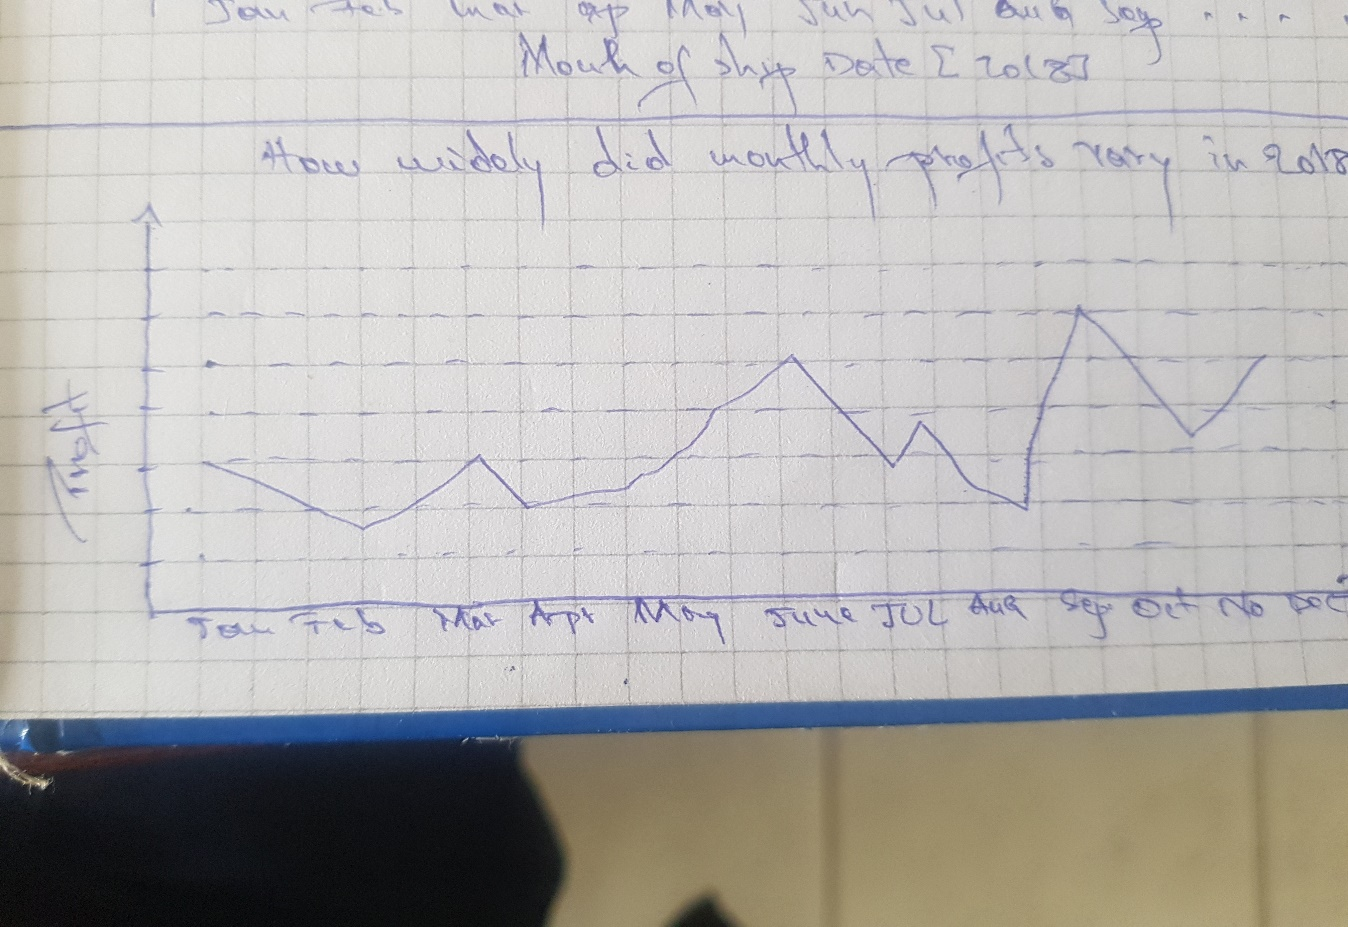 Jan Feb Mar ap May Jun Jul Aug Sep . . . .
Month of Ship Date [2018]
How widely did monthly profits vary in 2018
Profit
Jan Feb Mar Apr May June JUL Aug Sep Oct No Dec